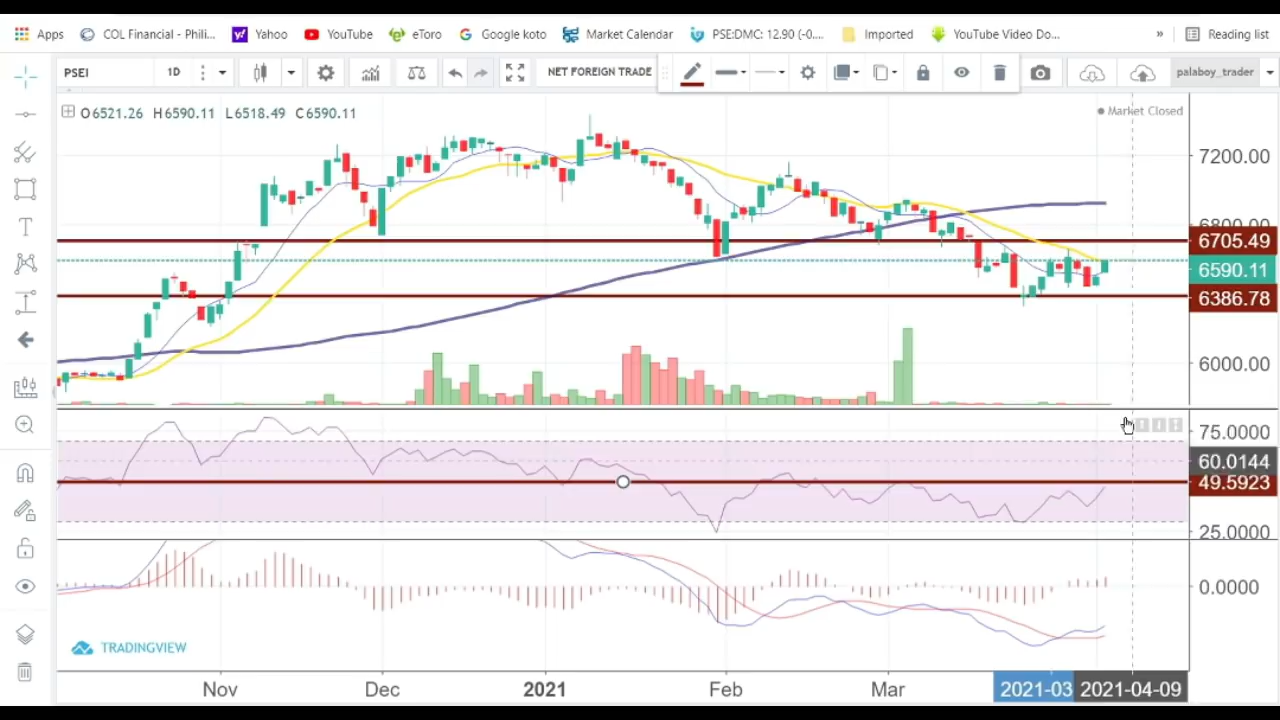 Apps COL Financial - Phili... Yahoo YouTube eToro Google koto Market Calendar PSE:DMC: 12.90 (-0.... Imported YouTube Video Do... » Reading list
PSEI 1D NET FOREIGN TRADE palaboy_trader
O6521.26 H6590.11 L6518.49 C6590.11
Market Closed
7200.00
6800.00
6705.49
6590.11
6386.78
6000.00
75.0000
60.0144
49.5923
25.0000
0.0000
TRADINGVIEW
Nov Dec 2021 Feb Mar 2021-03 2021-04-09